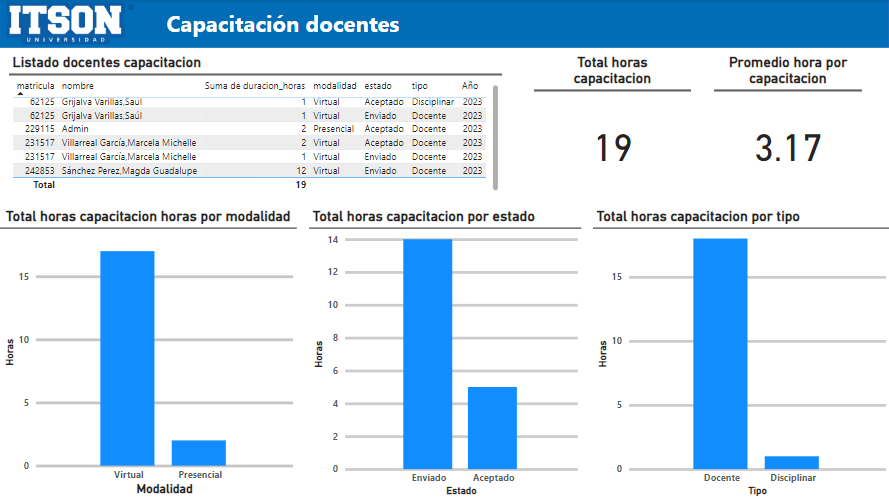 ITSON
UNIVERSIDAD
Capacitación docentes
Listado docentes capacitacion
matricula nombre Suma de duracion_horas modalidad estado tipo Año
62125 Grijalva Varillas,Saul 1 Virtual Aceptado Disciplinar 2023
62125 Grijalva Varillas,Saúl 1 Virtual Enviado Docente 2023
229115 Admin 2 Presencial Aceptado Docente 2023
231517 Villarreal García,Marcela Michelle 2 Virtual Aceptado Docente 2023
231517 Villarreal García,Marcela Michelle 1 Virtual Enviado Docente 2023
242853 Sánchez Perez,Magda Guadalupe 12 Virtual Enviado Docente 2023
Total 19
Total horas
capacitacion
19
Promedio hora por
capacitacion
3.17
Total horas capacitacion horas por modalidad
15
10
5
0
Horas
Virtual Presencial
Modalidad
Total horas capacitacion por estado
14
12
10
8
6
4
2
0
Horas
Enviado Aceptado
Estado
Total horas capacitacion por tipo
15
10
5
0
Horas
Docente Disciplinar
Tipo